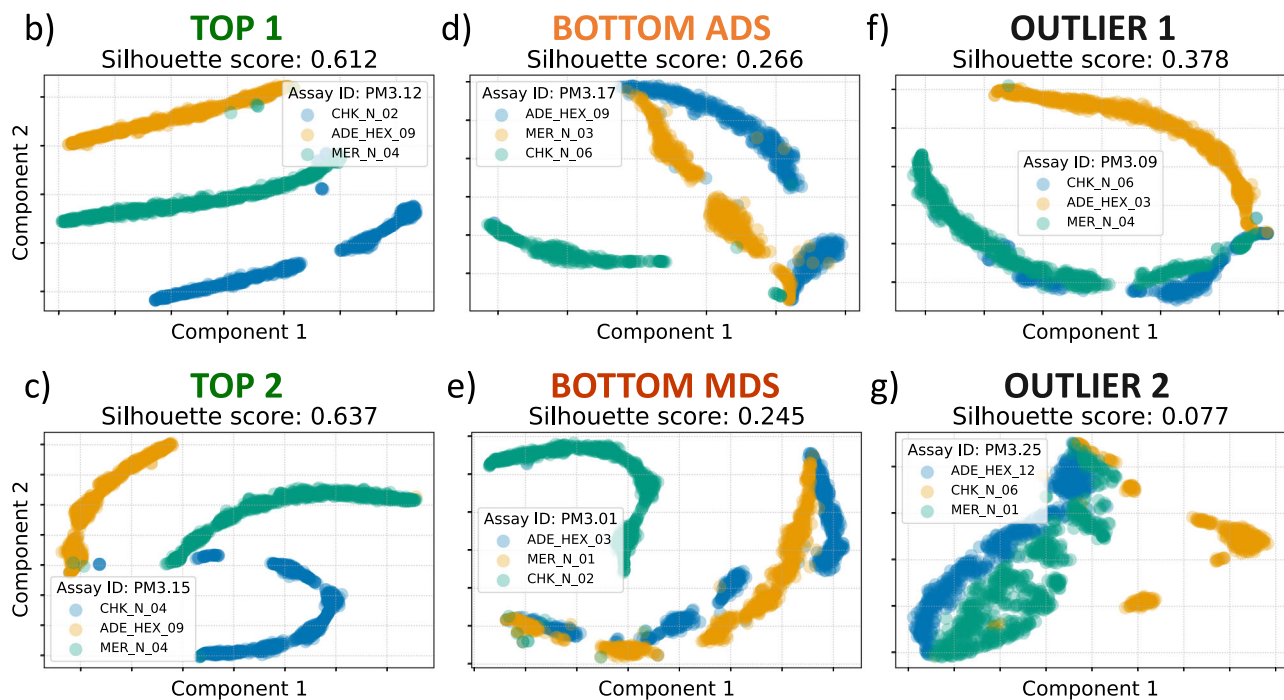 b)
TOP 1
Silhouette score: 0.612
Component 2
Assay ID: PM3.12
CHK_N_02
ADE_HEX_09
MER_N_04
Component 1
d)
BOTTOM ADS
Silhouette score: 0.266
Assay ID: PM3.17
ADE_HEX_09
MER_N_03
CHK_N_06
Component 1
f)
OUTLIER 1
Silhouette score: 0.378
Assay ID: PM3.09
CHK_N_06
ADE_HEX_03
MER_N_04
Component 1
c)
TOP 2
Silhouette score: 0.637
Component 2
Assay ID: PM3.15
CHK_N_04
ADE_HEX_09
MER_N_04
Component 1
e)
BOTTOM MDS
Silhouette score: 0.245
Assay ID: PM3.01
ADE_HEX_03
MER_N_01
CHK_N_02
Component 1
g)
OUTLIER 2
Silhouette score: 0.077
Assay ID: PM3.25
ADE_HEX_12
CHK_N_06
MER_N_01
Component 1